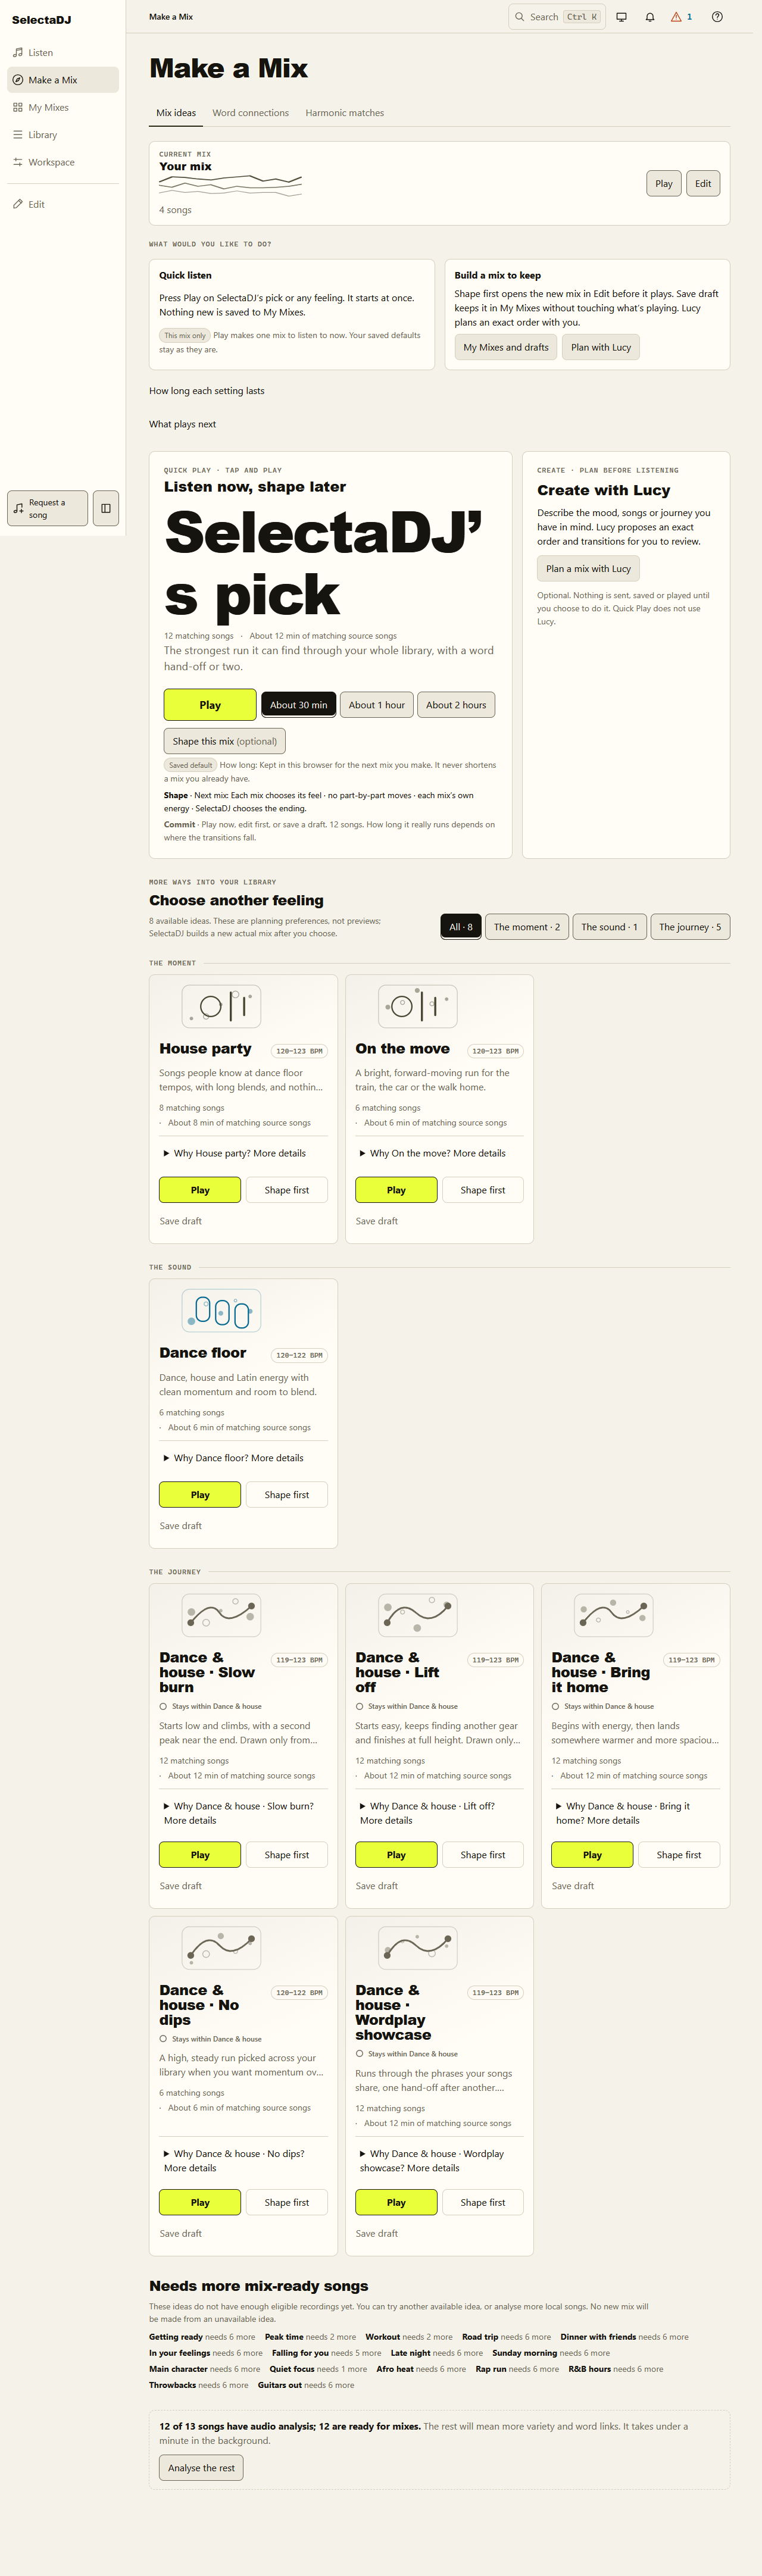 SelectaDJ
Listen
Make a Mix
My Mixes
Library
Workspace
Edit
Request a
song
Make a Mix
Search Ctrl K
1
Make a Mix
Mix ideas Word connections Harmonic matches
CURRENT MIX
Your mix
4 songs
Play Edit
WHAT WOULD YOU LIKE TO DO?
Quick listen
Press Play on SelectaDJ's pick or any feeling. It starts at once.
Nothing new is saved to My Mixes.
This mix only Play makes one mix to listen to now. Your saved defaults
stay as they are.
Build a mix to keep
Shape first opens the new mix in Edit before it plays. Save draft
keeps it in My Mixes without touching what's playing. Lucy
plans an exact order with you.
My Mixes and drafts Plan with Lucy
How long each setting lasts
What plays next
QUICK PLAY · TAP AND PLAY
Listen now, shape later
SelectaDJ’
s pick
12 matching songs · About 12 min of matching source songs
The strongest run it can find through your whole library, with a word
hand-off or two.
Play About 30 min About 1 hour About 2 hours
Shape this mix (optional)
Saved default How long: Kept in this browser for the next mix you make. It never shortens
a mix you already have.
Shape · Next mix: Each mix chooses its feel · no part-by-part moves · each mix's own
energy · SelectaDJ chooses the ending.
Commit · Play now, edit first, or save a draft. 12 songs. How long it really runs depends on
where the transitions fall.
CREATE · PLAN BEFORE LISTENING
Create with Lucy
Describe the mood, songs or journey you
have in mind. Lucy proposes an exact
order and transitions for you to review.
Plan a mix with Lucy
Optional. Nothing is sent, saved or played until
you choose to do it. Quick Play does not use
Lucy.
MORE WAYS INTO YOUR LIBRARY
Choose another feeling
8 available ideas. These are planning preferences, not previews;
SelectaDJ builds a new actual mix after you choose.
All · 8 The moment · 2 The sound · 1 The journey · 5
THE MOMENT
House party 120–123 BPM
Songs people know at dance floor
tempos, with long blends, and nothin…
8 matching songs
· About 8 min of matching source songs
▶ Why House party? More details
Play Shape first
Save draft
On the move 120–123 BPM
A bright, forward-moving run for the
train, the car or the walk home.
6 matching songs
· About 6 min of matching source songs
▶ Why On the move? More details
Play Shape first
Save draft
THE SOUND
Dance floor 120–122 BPM
Dance, house and Latin energy with
clean momentum and room to blend.
6 matching songs
· About 6 min of matching source songs
▶ Why Dance floor? More details
Play Shape first
Save draft
THE JOURNEY
Dance &
house · Slow
burn
119–123 BPM
Stays within Dance & house
Starts low and climbs, with a second
peak near the end. Drawn only from…
12 matching songs
· About 12 min of matching source songs
▶ Why Dance & house · Slow burn?
More details
Play Shape first
Save draft
Dance &
house · Lift
off
119–123 BPM
Stays within Dance & house
Starts easy, keeps finding another gear
and finishes at full height. Drawn only…
12 matching songs
· About 12 min of matching source songs
▶ Why Dance & house · Lift off?
More details
Play Shape first
Save draft
Dance &
house · Bring
it home
119–123 BPM
Stays within Dance & house
Begins with energy, then lands
somewhere warmer and more spaciou…
12 matching songs
· About 12 min of matching source songs
▶ Why Dance & house · Bring it
home? More details
Play Shape first
Save draft
Dance &
house · No
dips
120–122 BPM
Stays within Dance & house
A high, steady run picked across your
library when you want momentum ov…
6 matching songs
· About 6 min of matching source songs
▶ Why Dance & house · No dips?
More details
Play Shape first
Save draft
Dance &
house ·
Wordplay
showcase
119–123 BPM
Stays within Dance & house
Runs through the phrases your songs
share, one hand-off after another.…
12 matching songs
· About 12 min of matching source songs
▶ Why Dance & house · Wordplay
showcase? More details
Play Shape first
Save draft
Needs more mix-ready songs
These ideas do not have enough eligible recordings yet. You can try another available idea, or analyse more local songs. No new mix will
be made from an unavailable idea.
Getting ready needs 6 more Peak time needs 2 more Workout needs 2 more Road trip needs 6 more Dinner with friends needs 6 more
In your feelings needs 6 more Falling for you needs 5 more Late night needs 6 more Sunday morning needs 6 more
Main character needs 6 more Quiet focus needs 1 more Afro heat needs 6 more Rap run needs 6 more R&B hours needs 6 more
Throwbacks needs 6 more Guitars out needs 6 more
12 of 13 songs have audio analysis; 12 are ready for mixes. The rest will mean more variety and word links. It takes under a
minute in the background.
Analyse the rest